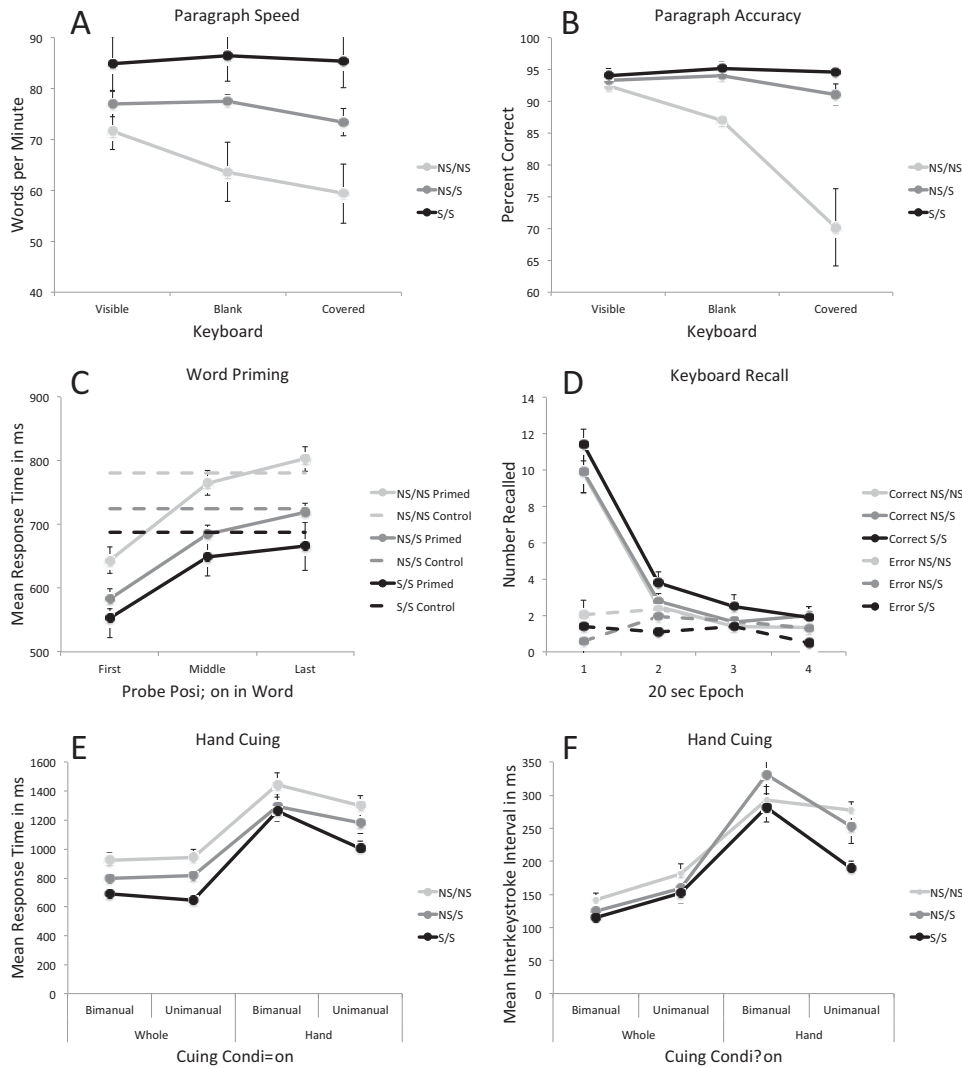 A
Paragraph Speed
90
80
70
60
50
40
Words per Minute
Visible
Blank
Covered
Keyboard
NS/NS
NS/S
S/S
B
Paragraph Accuracy
100
95
90
85
80
75
70
65
60
Percent Correct
Visible
Blank
Covered
Keyboard
NS/NS
NS/S
S/S
C
Word Priming
900
800
700
600
500
Mean Response Time in ms
First
Middle
Last
Probe Posi; on in Word
NS/NS Primed
NS/NS Control
NS/S Primed
NS/S Control
S/S Primed
S/S Control
D
Keyboard Recall
14
12
10
8
6
4
2
0
Number Recalled
1
2
3
4
20 sec Epoch
Correct NS/NS
Correct NS/S
Correct S/S
Error NS/NS
Error NS/S
Error S/S
E
Hand Cuing
1600
1400
1200
1000
800
600
400
200
0
Mean Response Time in ms
Bimanual
Unimanual
Bimanual
Unimanual
Whole
Hand
Cuing Condi=on
NS/NS
NS/S
S/S
F
Hand Cuing
350
300
250
200
150
100
50
0
Mean Interkeystroke Interval in ms
Bimanual
Unimanual
Bimanual
Unimanual
Whole
Hand
Cuing Condi?on
NS/NS
NS/S
S/S